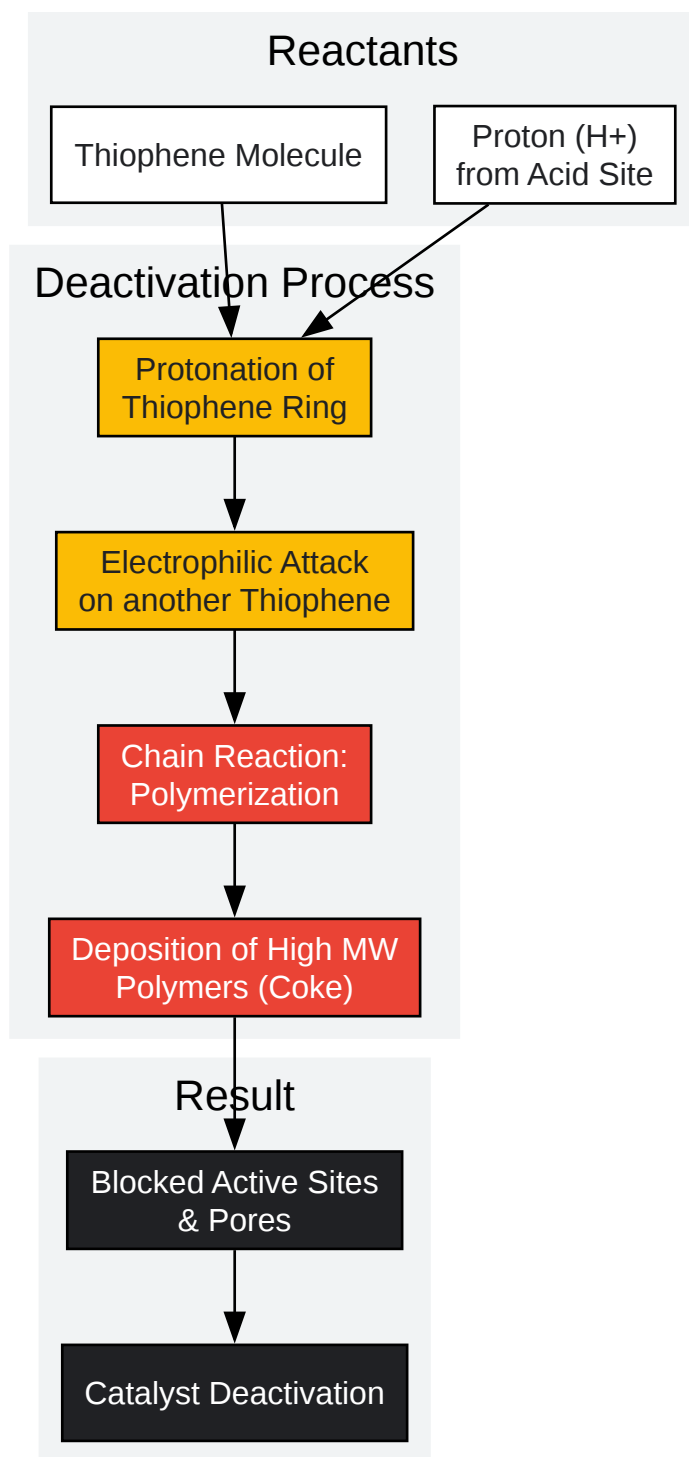 Reactants
Thiophene Molecule
Proton (H+)
from Acid Site
Deactivation Process
Protonation of
Thiophene Ring
Electrophilic Attack
on another Thiophene
Chain Reaction:
Polymerization
Deposition of High MW
Polymers (Coke)
Result
Blocked Active Sites
& Pores
Catalyst Deactivation